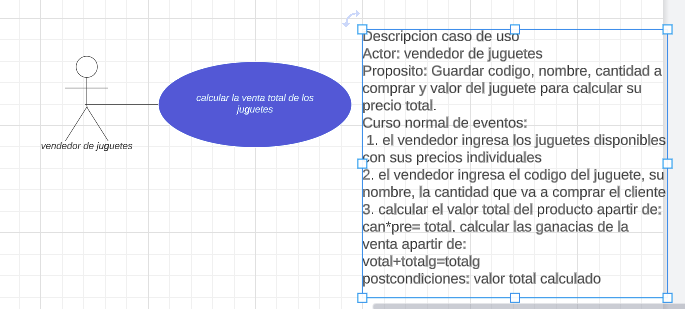 calcular la venta total de los
juguetes
vendedor de juguetes
Descripcion caso de uso
Actor: vendedor de juguetes
Proposito: Guardar codigo, nombre, cantidad a
comprar y valor del juguete para calcular su
precio total.
Curso normal de eventos:
1. el vendedor ingresa los juguetes disponibles
con sus precios individuales
2. el vendedor ingresa el codigo del juguete, su
nombre, la cantidad que va a comprar el cliente
3. calcular el valor total del producto apartir de:
can*pre= total. calcular las ganacias de la
venta apartir de:
votal+totalg=totalg
postcondiciones: valor total calculado